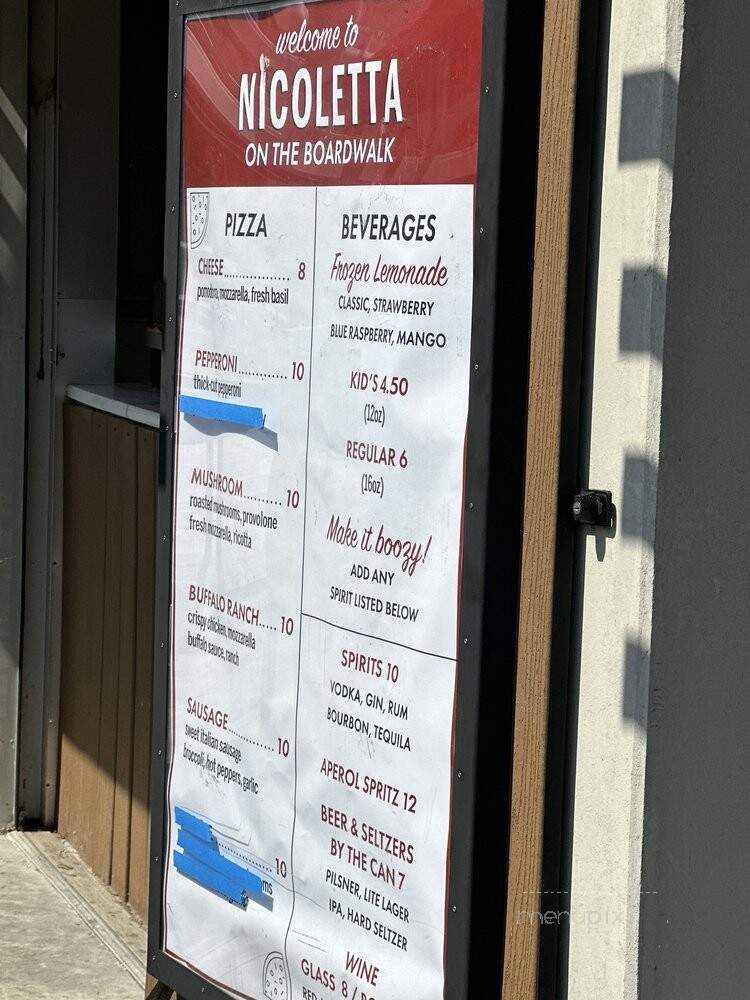 welcome to
NICOLETTA
ON THE BOARDWALK
PIZZA
CHEESE.................. 8
pomodoro, mozzarella, fresh basil
PEPPERONI ............. 10
thick-cut pepperoni
MUSHROOM.......... 10
roasted mushrooms, provolone
fresh mozzarella, ricotta
BUFFALO RANCH..... 10
crispy chicken, mozzarella
buffalo sauce, ranch
SAUSAGE............. 10
sweet italian sausage
broccoli, hot peppers, garlic
10
ms
BEVERAGES
Frozen Lemonade
CLASSIC, STRAWBERRY
BLUE RASPBERRY, MANGO
KID'S 4.50
(12oz)
REGULAR 6
(16oz)
Make it boozy!
ADD ANY
SPIRIT LISTED BELOW
SPIRITS 10
VODKA, GIN, RUM
BOURBON, TEQUILA
APEROL SPRITZ 12
BEER & SELTZERS
BY THE CAN 7
PILSNER, LITE LAGER
IPA, HARD SELTZER
WINE
GLASS 8 /
RED
menupix